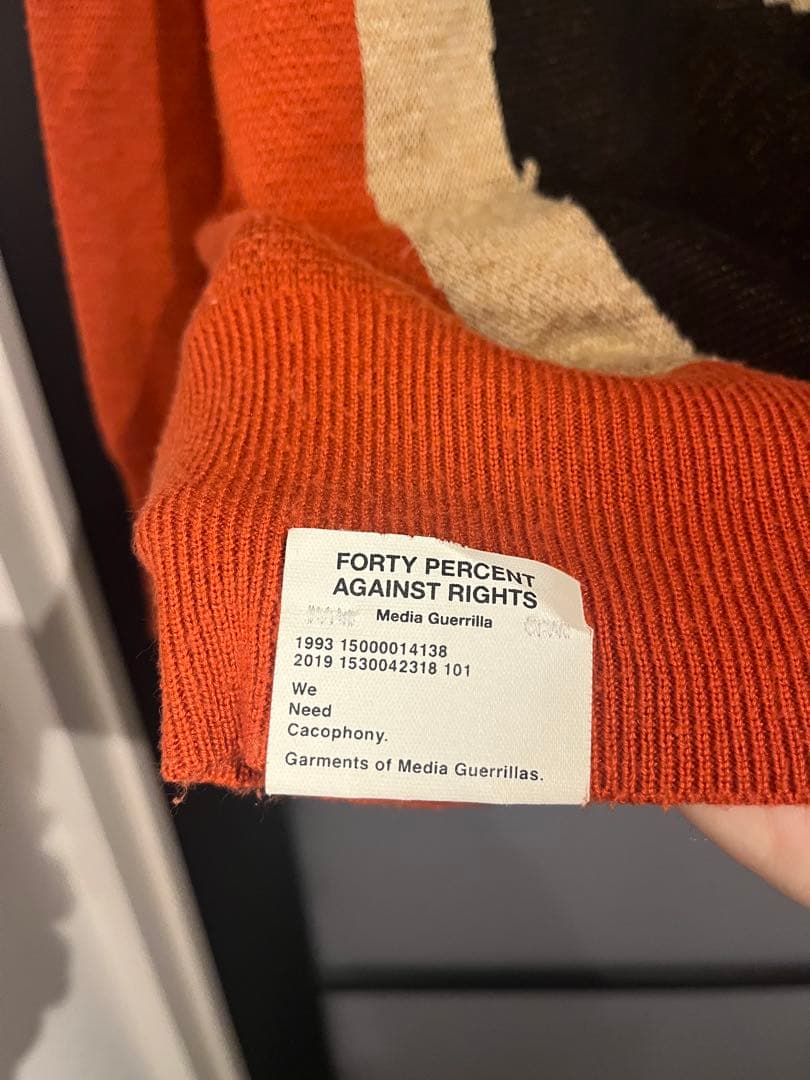 FORTY PERCENT
AGAINST RIGHTS
Media Guerrilla
1993 15000014138
2019 1530042318 101
We
Need
Cacophony.
Garments of Media Guerrillas.